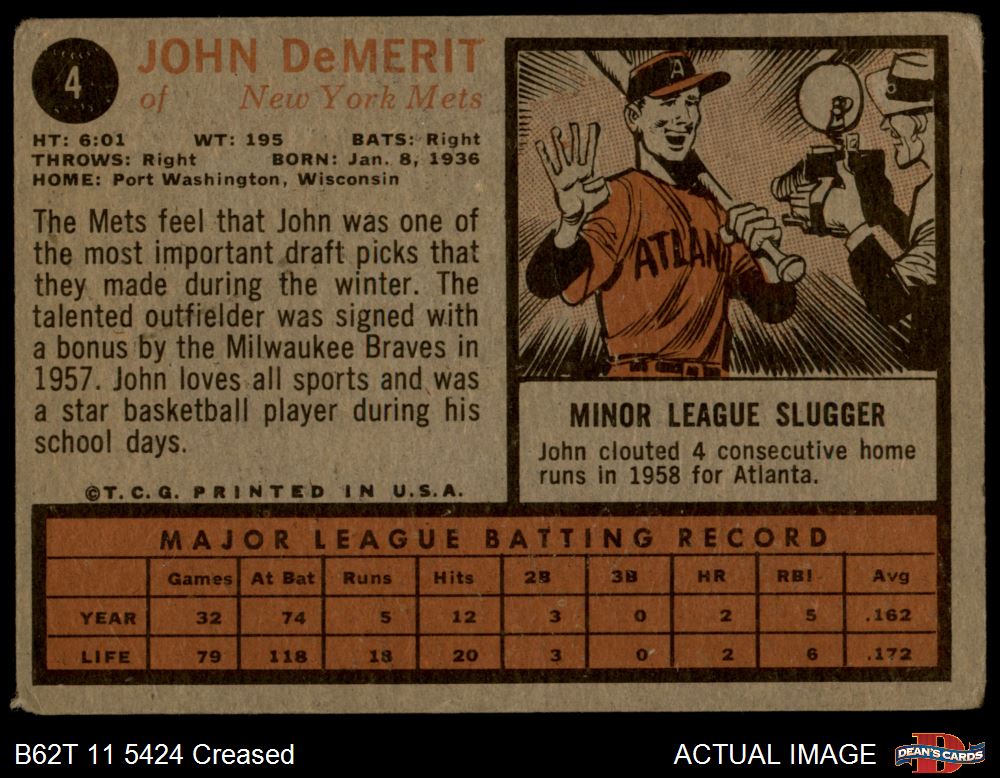 4
JOHN DeMERIT
of New York Mets
HT: 6:01 WT: 195 BATS: Right
THROWS: Right BORN: Jan. 8, 1936
HOME: Port Washington, Wisconsin
The Mets feel that John was one of
the most important draft picks that
they made during the winter. The
talented outfielder was signed with
a bonus by the Milwaukee Braves in
1957. John loves all sports and was
a star basketball player during his
school days.
©T.C.G. PRINTED IN U.S.A.
A
ATLAN
MINOR LEAGUE SLUGGER
John clouted 4 consecutive home
runs in 1958 for Atlanta.
MAJOR LEAGUE BATTING RECORD
Games At Bat Runs Hits 2B 3B HR RBI Avg
YEAR 32 74 5 12 3 0 2 5 .162
LIFE 79 118 18 20 3 0 2 6 .172
B62T 11 5424 Creased ACTUAL IMAGE DEAN'S CARDS